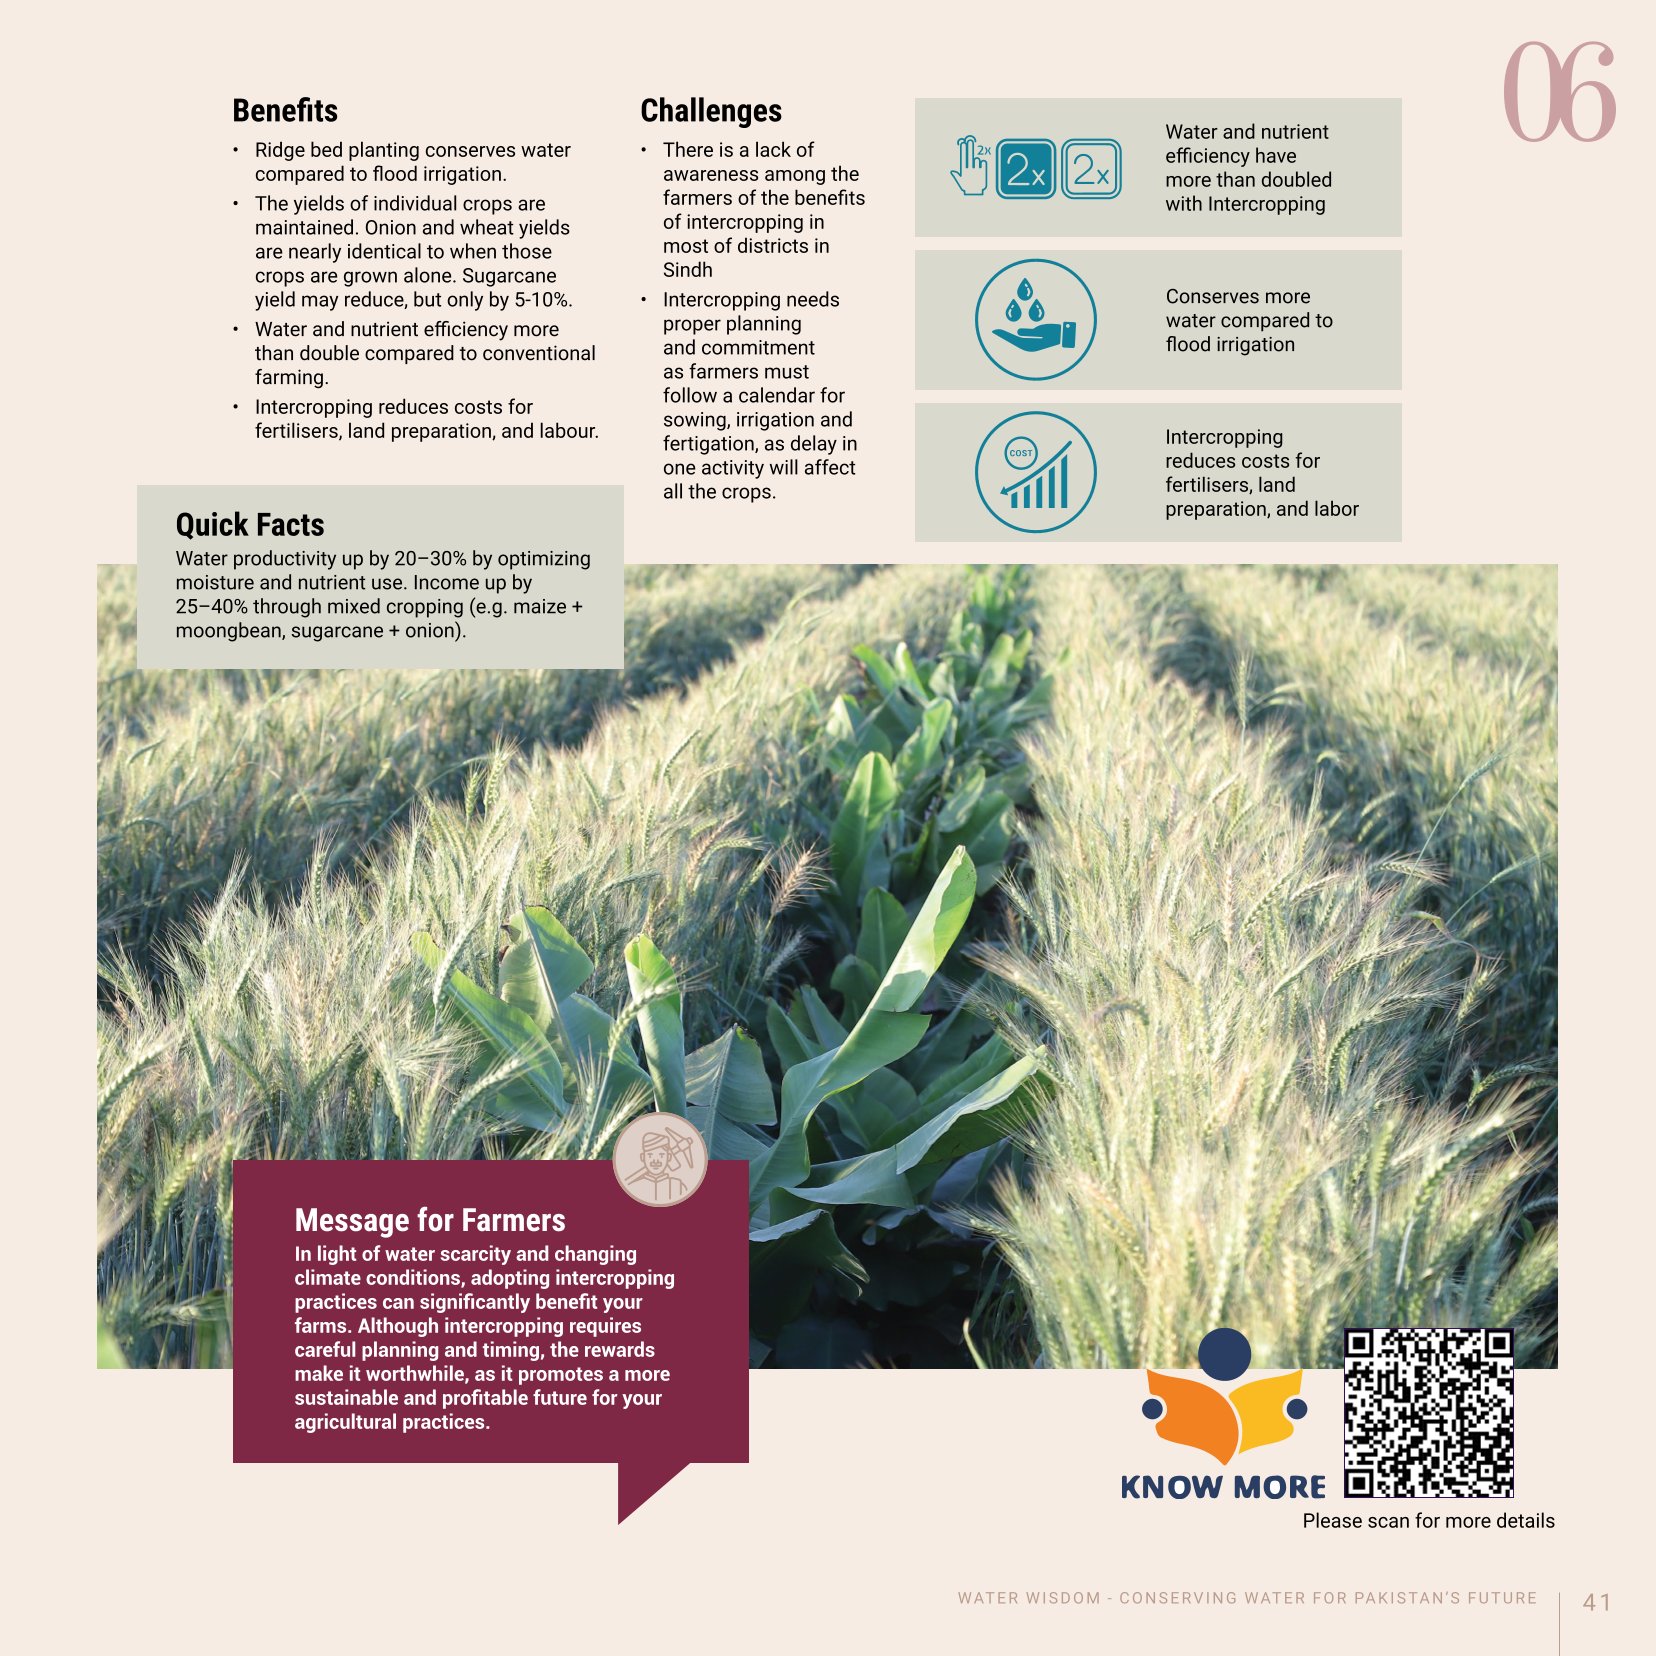 06
Benefits
• Ridge bed planting conserves water
compared to flood irrigation.
• The yields of individual crops are
maintained. Onion and wheat yields
are nearly identical to when those
crops are grown alone. Sugarcane
yield may reduce, but only by 5-10%.
• Water and nutrient efficiency more
than double compared to conventional
farming.
• Intercropping reduces costs for
fertilisers, land preparation, and labour.
Challenges
• There is a lack of
awareness among the
farmers of the benefits
of intercropping in
most of districts in
Sindh
• Intercropping needs
proper planning
and commitment
as farmers must
follow a calendar for
sowing, irrigation and
fertigation, as delay in
one activity will affect
all the crops.
2x
2x
2x
Water and nutrient
efficiency have
more than doubled
with Intercropping
Conserves more
water compared to
flood irrigation
COST
Intercropping
reduces costs for
fertilisers, land
preparation, and labor
Quick Facts
Water productivity up by 20–30% by optimizing
moisture and nutrient use. Income up by
25–40% through mixed cropping (e.g. maize +
moongbean, sugarcane + onion).
Message for Farmers
In light of water scarcity and changing
climate conditions, adopting intercropping
practices can significantly benefit your
farms. Although intercropping requires
careful planning and timing, the rewards
make it worthwhile, as it promotes a more
sustainable and profitable future for your
agricultural practices.
KNOW MORE
Please scan for more details
WATER WISDOM - CONSERVING WATER FOR PAKISTAN'S FUTURE
41